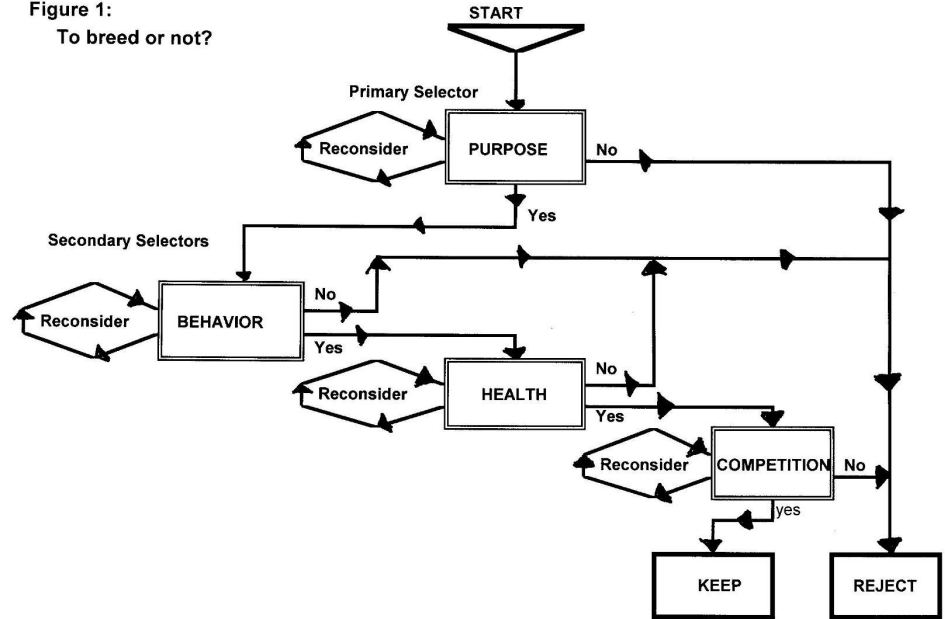 Figure 1:
To breed or not?
START
Primary Selector
Reconsider
PURPOSE
No
Yes
Secondary Selectors
Reconsider
BEHAVIOR
No
Yes
Reconsider
HEALTH
No
Yes
Reconsider
COMPETITION
No
yes
KEEP
REJECT